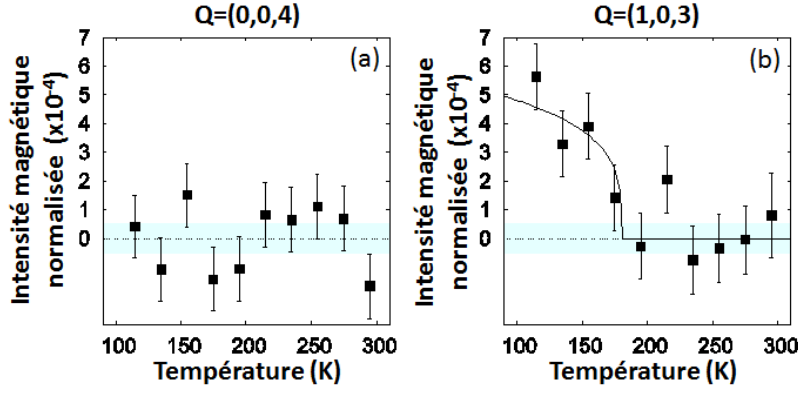 Q=(0,0,4)
(a)
Intensité magnétique
normalisée (x10-4)
7
6
5
4
3
2
1
0
100 150 200 250 300
Température (K)
Q=(1,0,3)
(b)
Intensité magnétique
normalisée (x10-4)
7
6
5
4
3
2
1
0
100 150 200 250 300
Température (K)